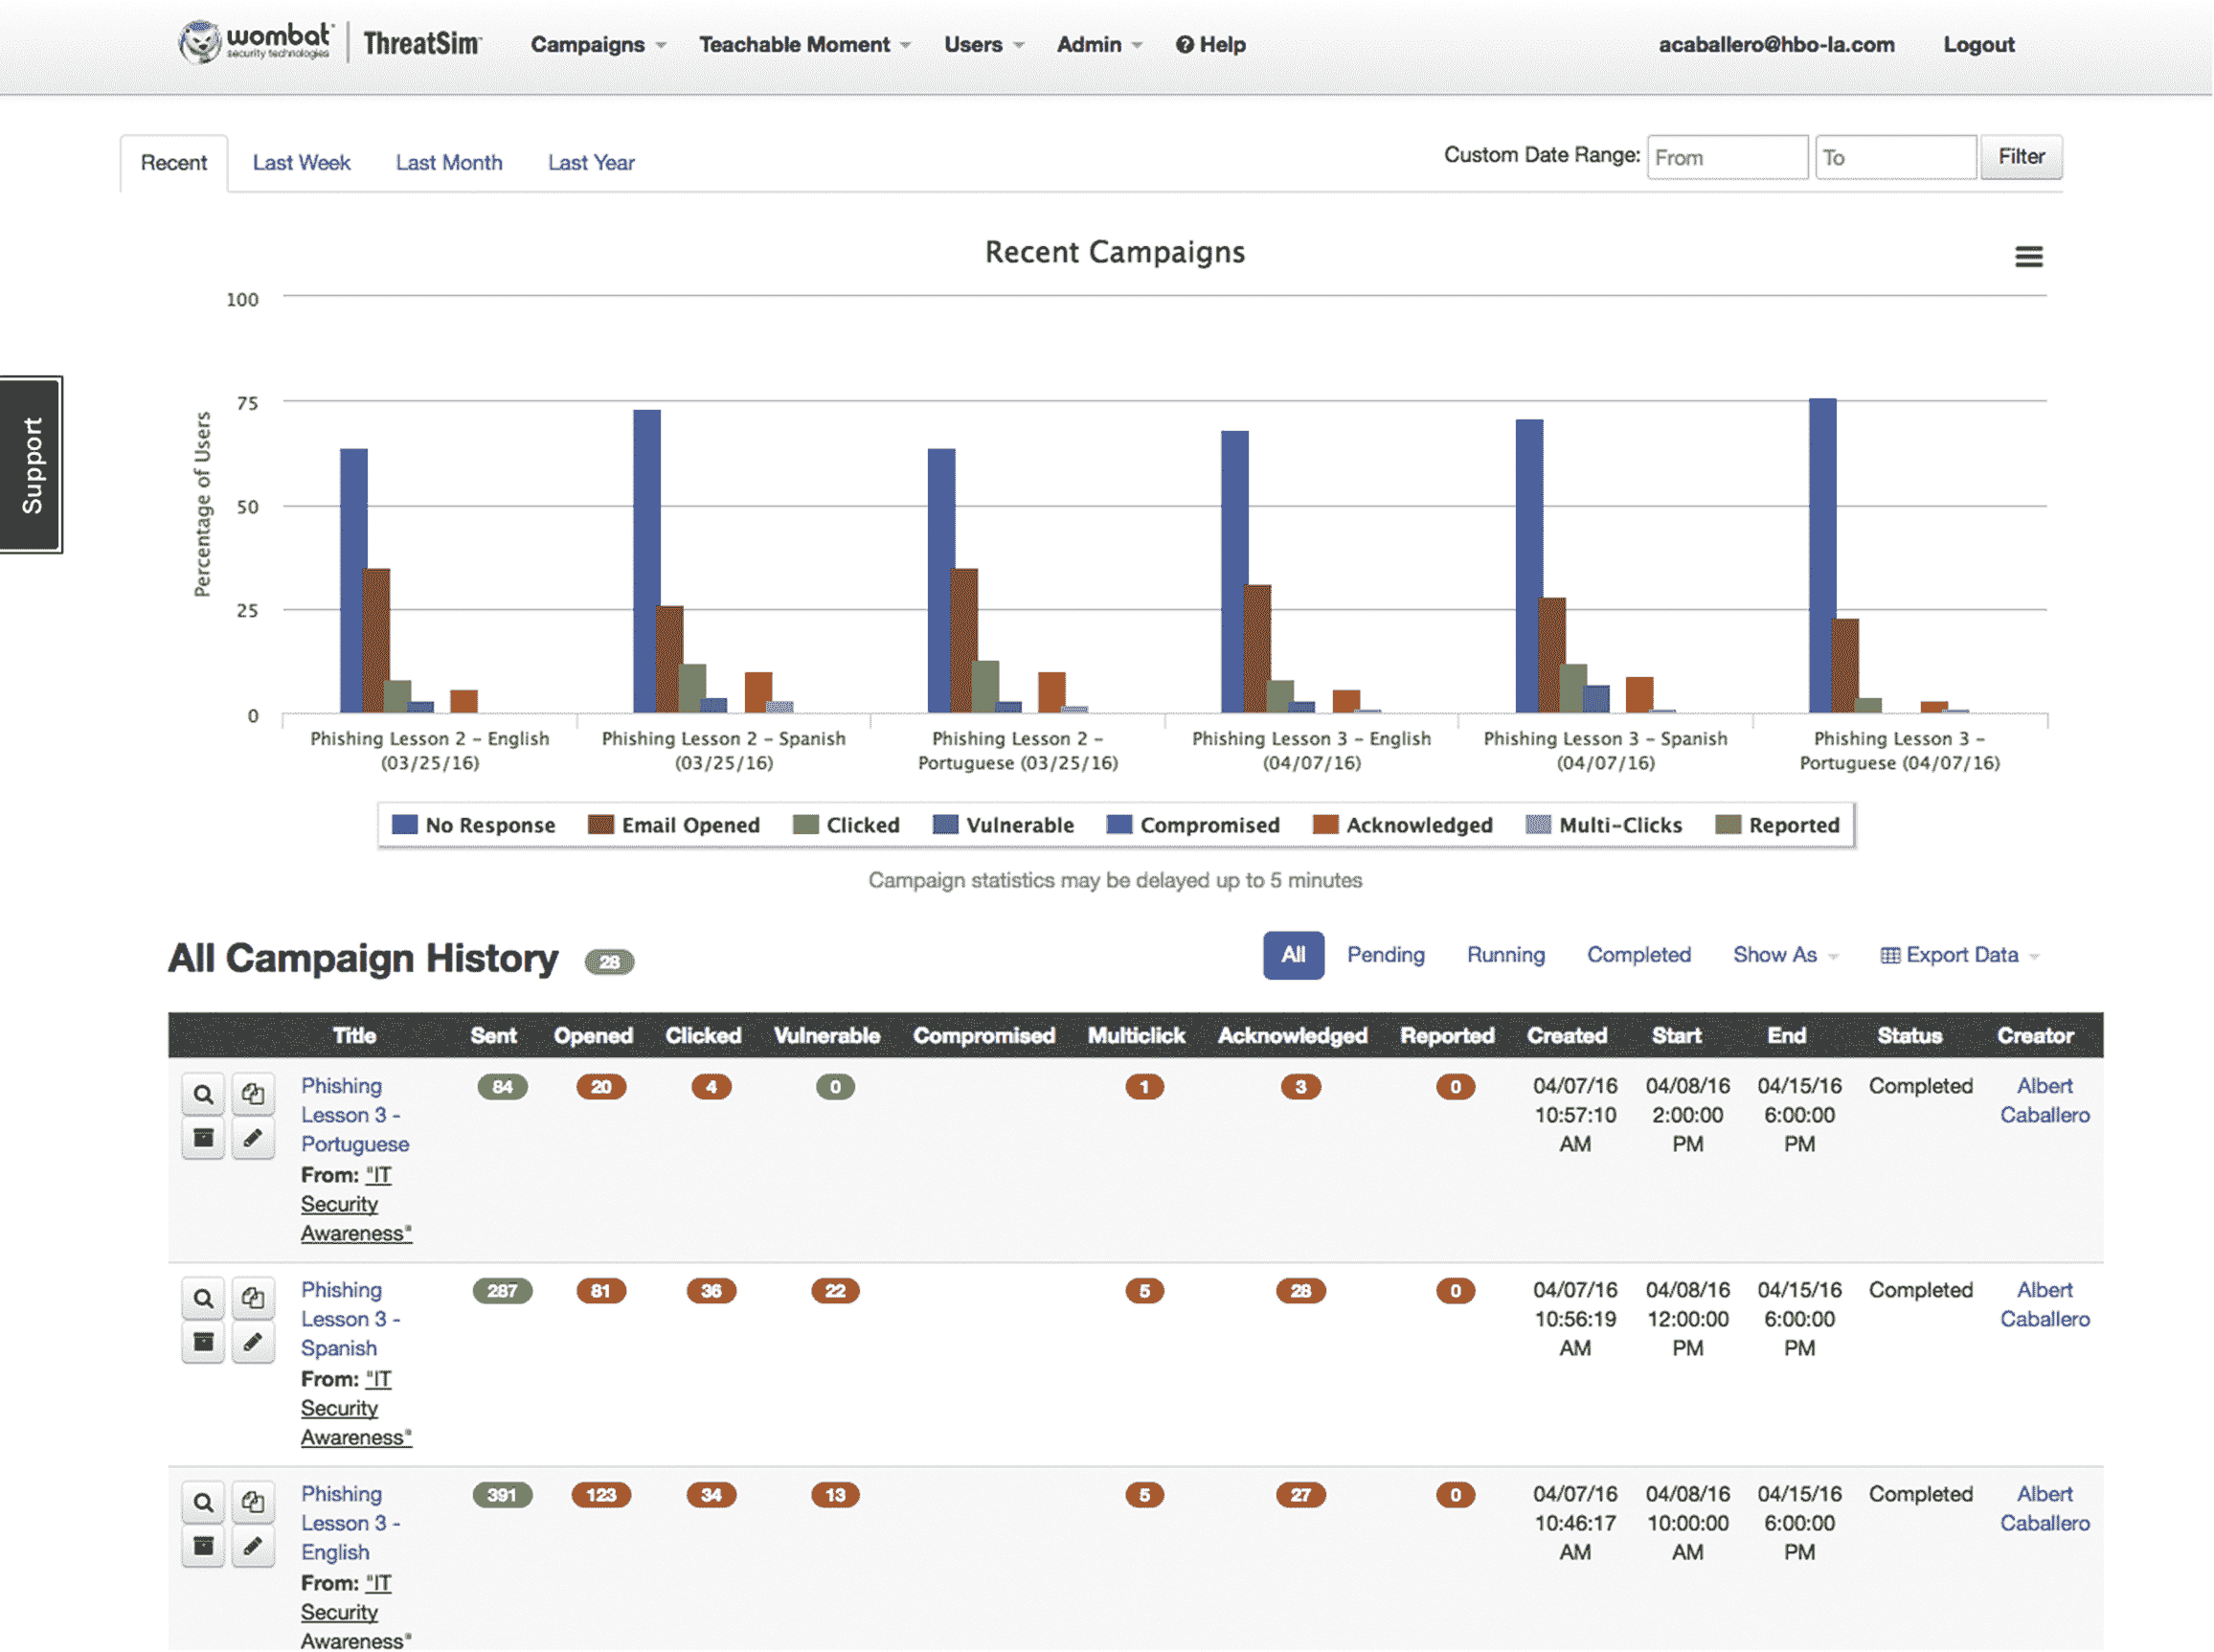 wombat security technologies | ThreatSim™ Campaigns Teachable Moment Users Admin Help acaballero@hbo-la.com Logout
Recent Last Week Last Month Last Year Custom Date Range: From To Filter
Support
Recent Campaigns
Percentage of Users
100
75
50
25
0
Phishing Lesson 2 – English (03/25/16)
Phishing Lesson 2 – Spanish (03/25/16)
Phishing Lesson 2 – Portuguese (03/25/16)
Phishing Lesson 3 – English (04/07/16)
Phishing Lesson 3 – Spanish (04/07/16)
Phishing Lesson 3 – Portuguese (04/07/16)
No Response Email Opened Clicked Vulnerable Compromised Acknowledged Multi-Clicks Reported
Campaign statistics may be delayed up to 5 minutes
All Campaign History 28 All Pending Running Completed Show As Export Data
Title Sent Opened Clicked Vulnerable Compromised Multiclick Acknowledged Reported Created Start End Status Creator
Phishing 84 20 4 0 1 3 0 04/07/16 04/08/16 04/15/16 Completed Albert
Lesson 3 - 10:57:10 2:00:00 6:00:00 Caballero
Portuguese AM PM PM
From: "IT
Security
Awareness"
Phishing 287 81 36 22 5 28 0 04/07/16 04/08/16 04/15/16 Completed Albert
Lesson 3 - 10:56:19 12:00:00 6:00:00 Caballero
Spanish AM PM PM
From: "IT
Security
Awareness"
Phishing 391 123 34 13 5 27 0 04/07/16 04/08/16 04/15/16 Completed Albert
Lesson 3 - 10:46:17 10:00:00 6:00:00 Caballero
English AM AM PM
From: "IT
Security
Awareness"